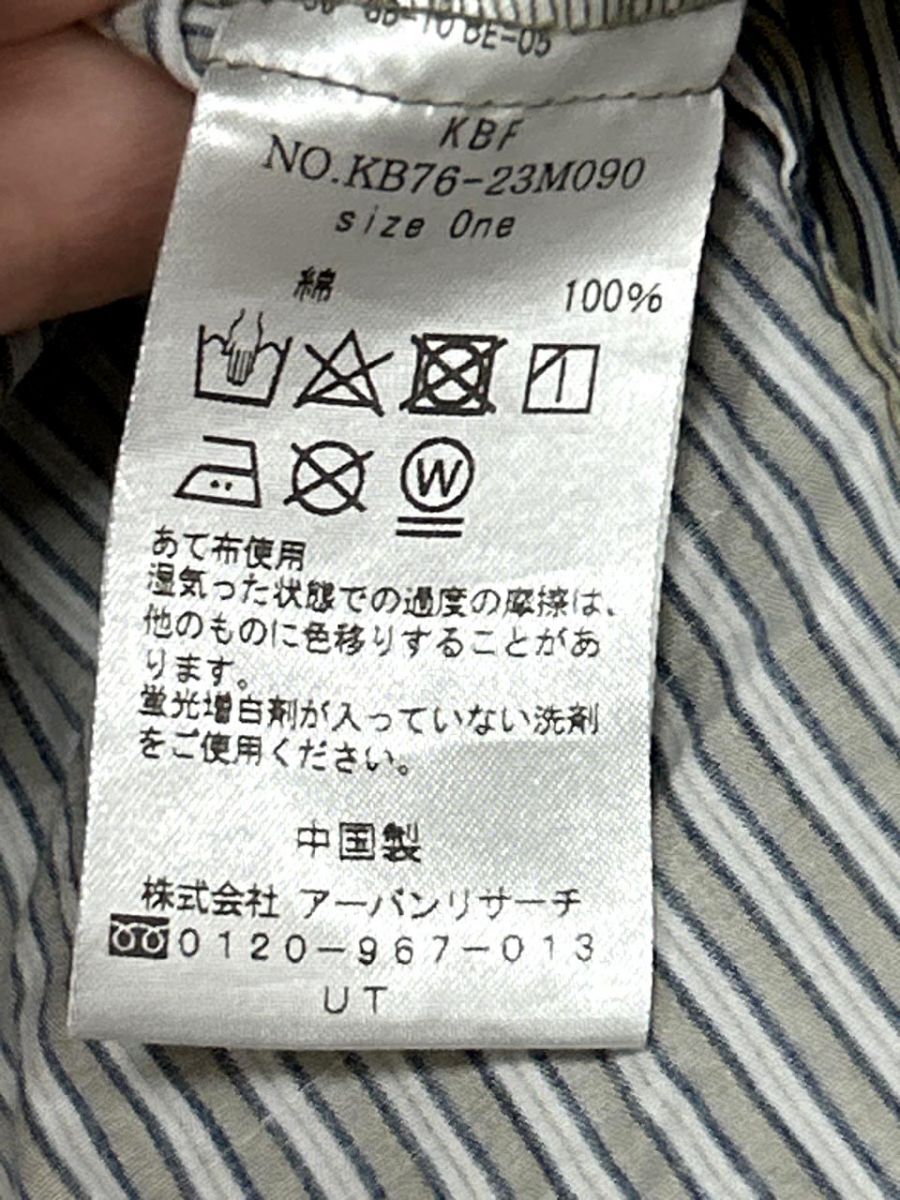 BE-05
KBF
NO.KB76-23M090
size One
綿 100%
W
あて布使用
湿気った状態での過度の摩擦は、
他のものに色移りすることがあ
ります。
蛍光増白剤が入っていない洗剤
をご使用ください。
中国製
株式会社 アーバンリサーチ
0120-967-013
UT